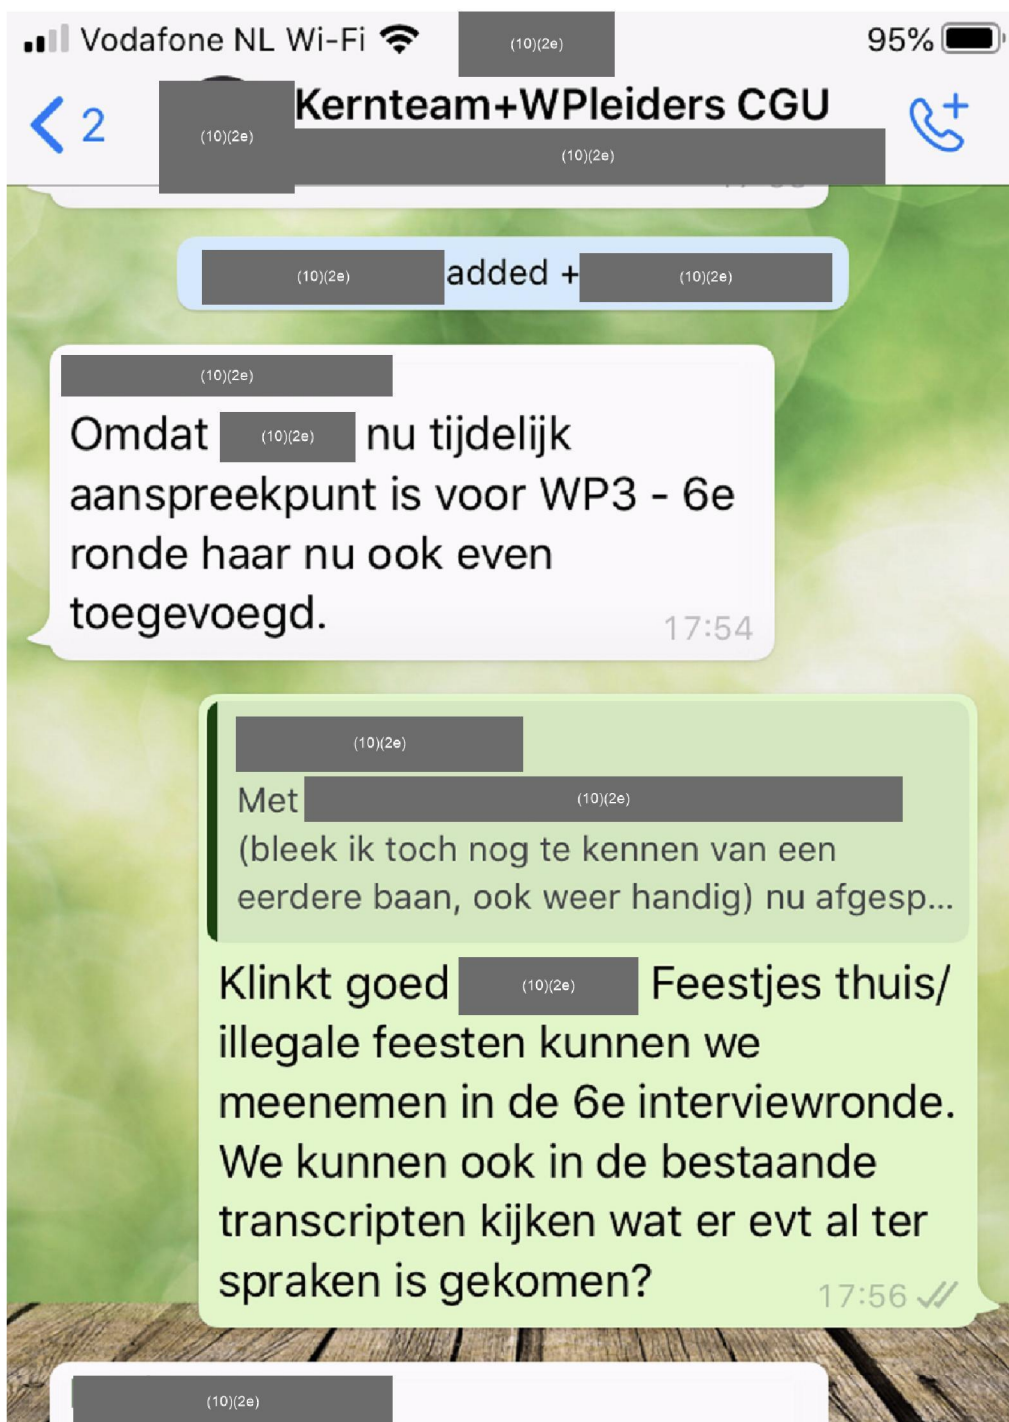 Vodafone NL Wi-Fi (10)(2e) 95%
2 (10)(2e) Kernteam+WPleiders CGU
(10)(2e)
(10)(2e) added + (10)(2e)
(10)(2e)
Omdat (10)(2e) nu tijdelijk
aanspreekpunt is voor WP3 - 6e
ronde haar nu ook even
toegevoegd.
17:54
(10)(2e)
Met (10)(2e)
(bleek ik toch nog te kennen van een
eerdere baan, ook weer handig) nu afgesp...
Klinkt goed (10)(2e) Feestjes thuis/
illegale feesten kunnen we
meenemen in de 6e interviewronde.
We kunnen ook in de bestaande
transcripten kijken wat er evt al ter
spraken is gekomen?
17:56
(10)(2e)